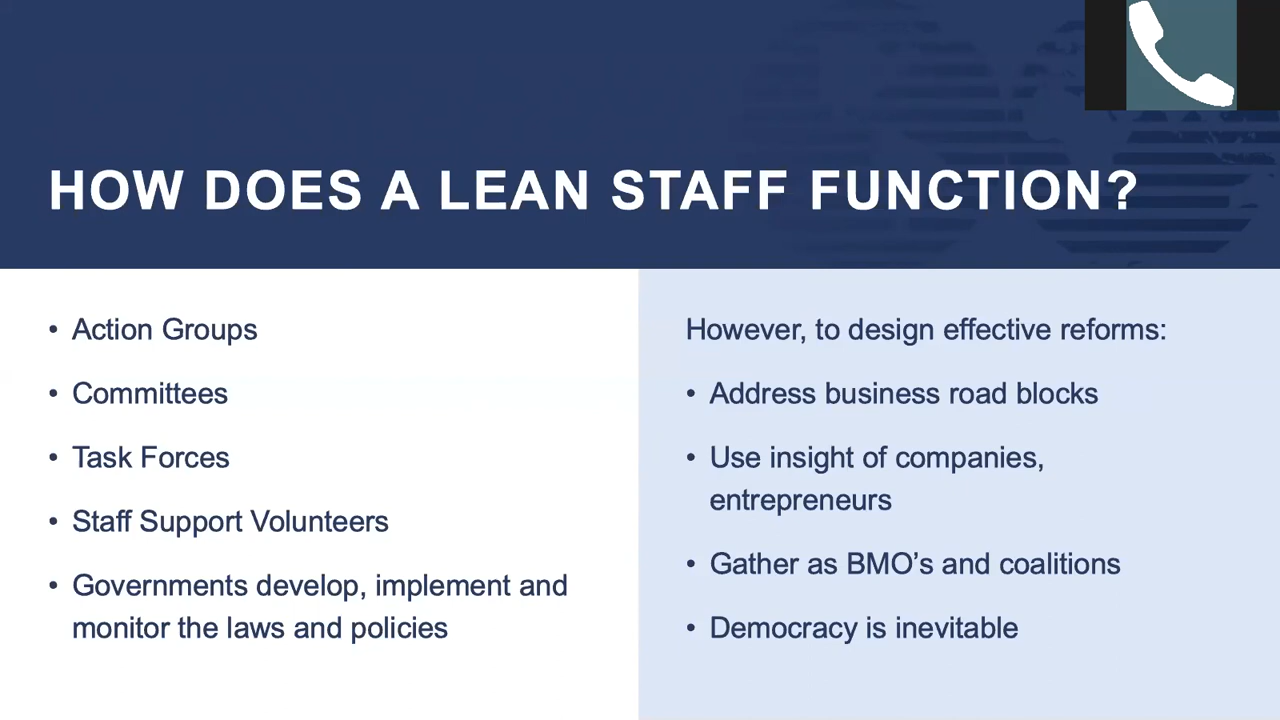 HOW DOES A LEAN STAFF FUNCTION?
• Action Groups
• Committees
• Task Forces
• Staff Support Volunteers
• Governments develop, implement and
monitor the laws and policies
However, to design effective reforms:
• Address business road blocks
• Use insight of companies,
entrepreneurs
• Gather as BMO’s and coalitions
• Democracy is inevitable